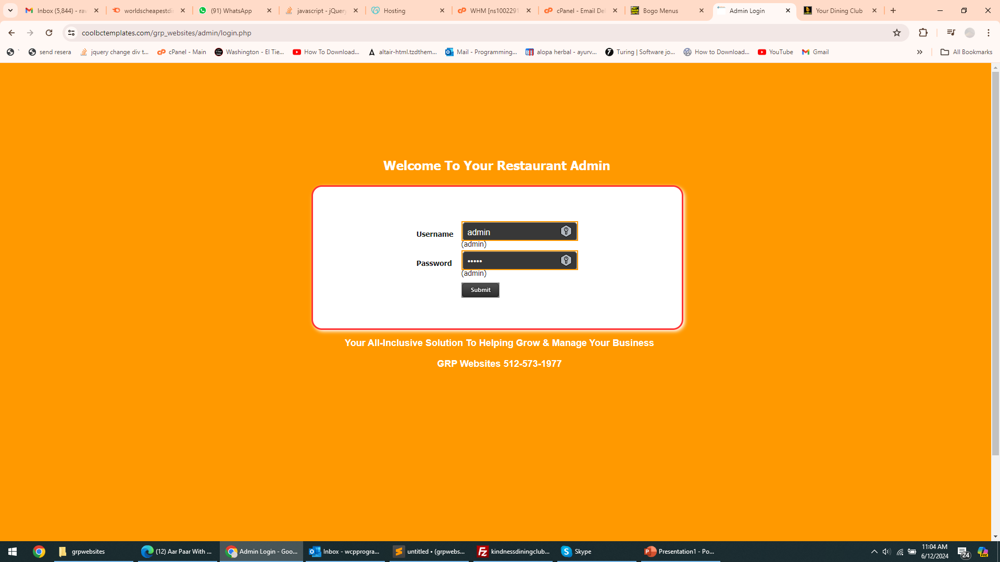 Inbox (5,844) - rav
worldscheapestdi
(91) WhatsApp
javascript - jQuery
Hosting
WHM [ns1002291
cPanel - Email Del
Bogo Menus
Admin Login
Your Dining Club
coolbctemplates.com/grp_websites/admin/login.php
send resera
jquery change div t...
cPanel - Main
Washington - El Tie...
How To Download...
altair-html.tzdthem...
Mail - Programming...
alopa herbal - ayurv...
Turing | Software jo...
How to Download...
YouTube
Gmail
All Bookmarks
Welcome To Your Restaurant Admin
Username
admin
(admin)
Password
•••••
(admin)
Submit
Your All-Inclusive Solution To Helping Grow & Manage Your Business
GRP Websites 512-573-1977
grpwebsites
(12) Aar Paar With ...
Admin Login - Goo...
Inbox - wcpprogra...
untitled • (grpwebs...
kindnessdiningclub...
Skype
Presentation1 - Po...
11:04 AM
6/12/2024
24